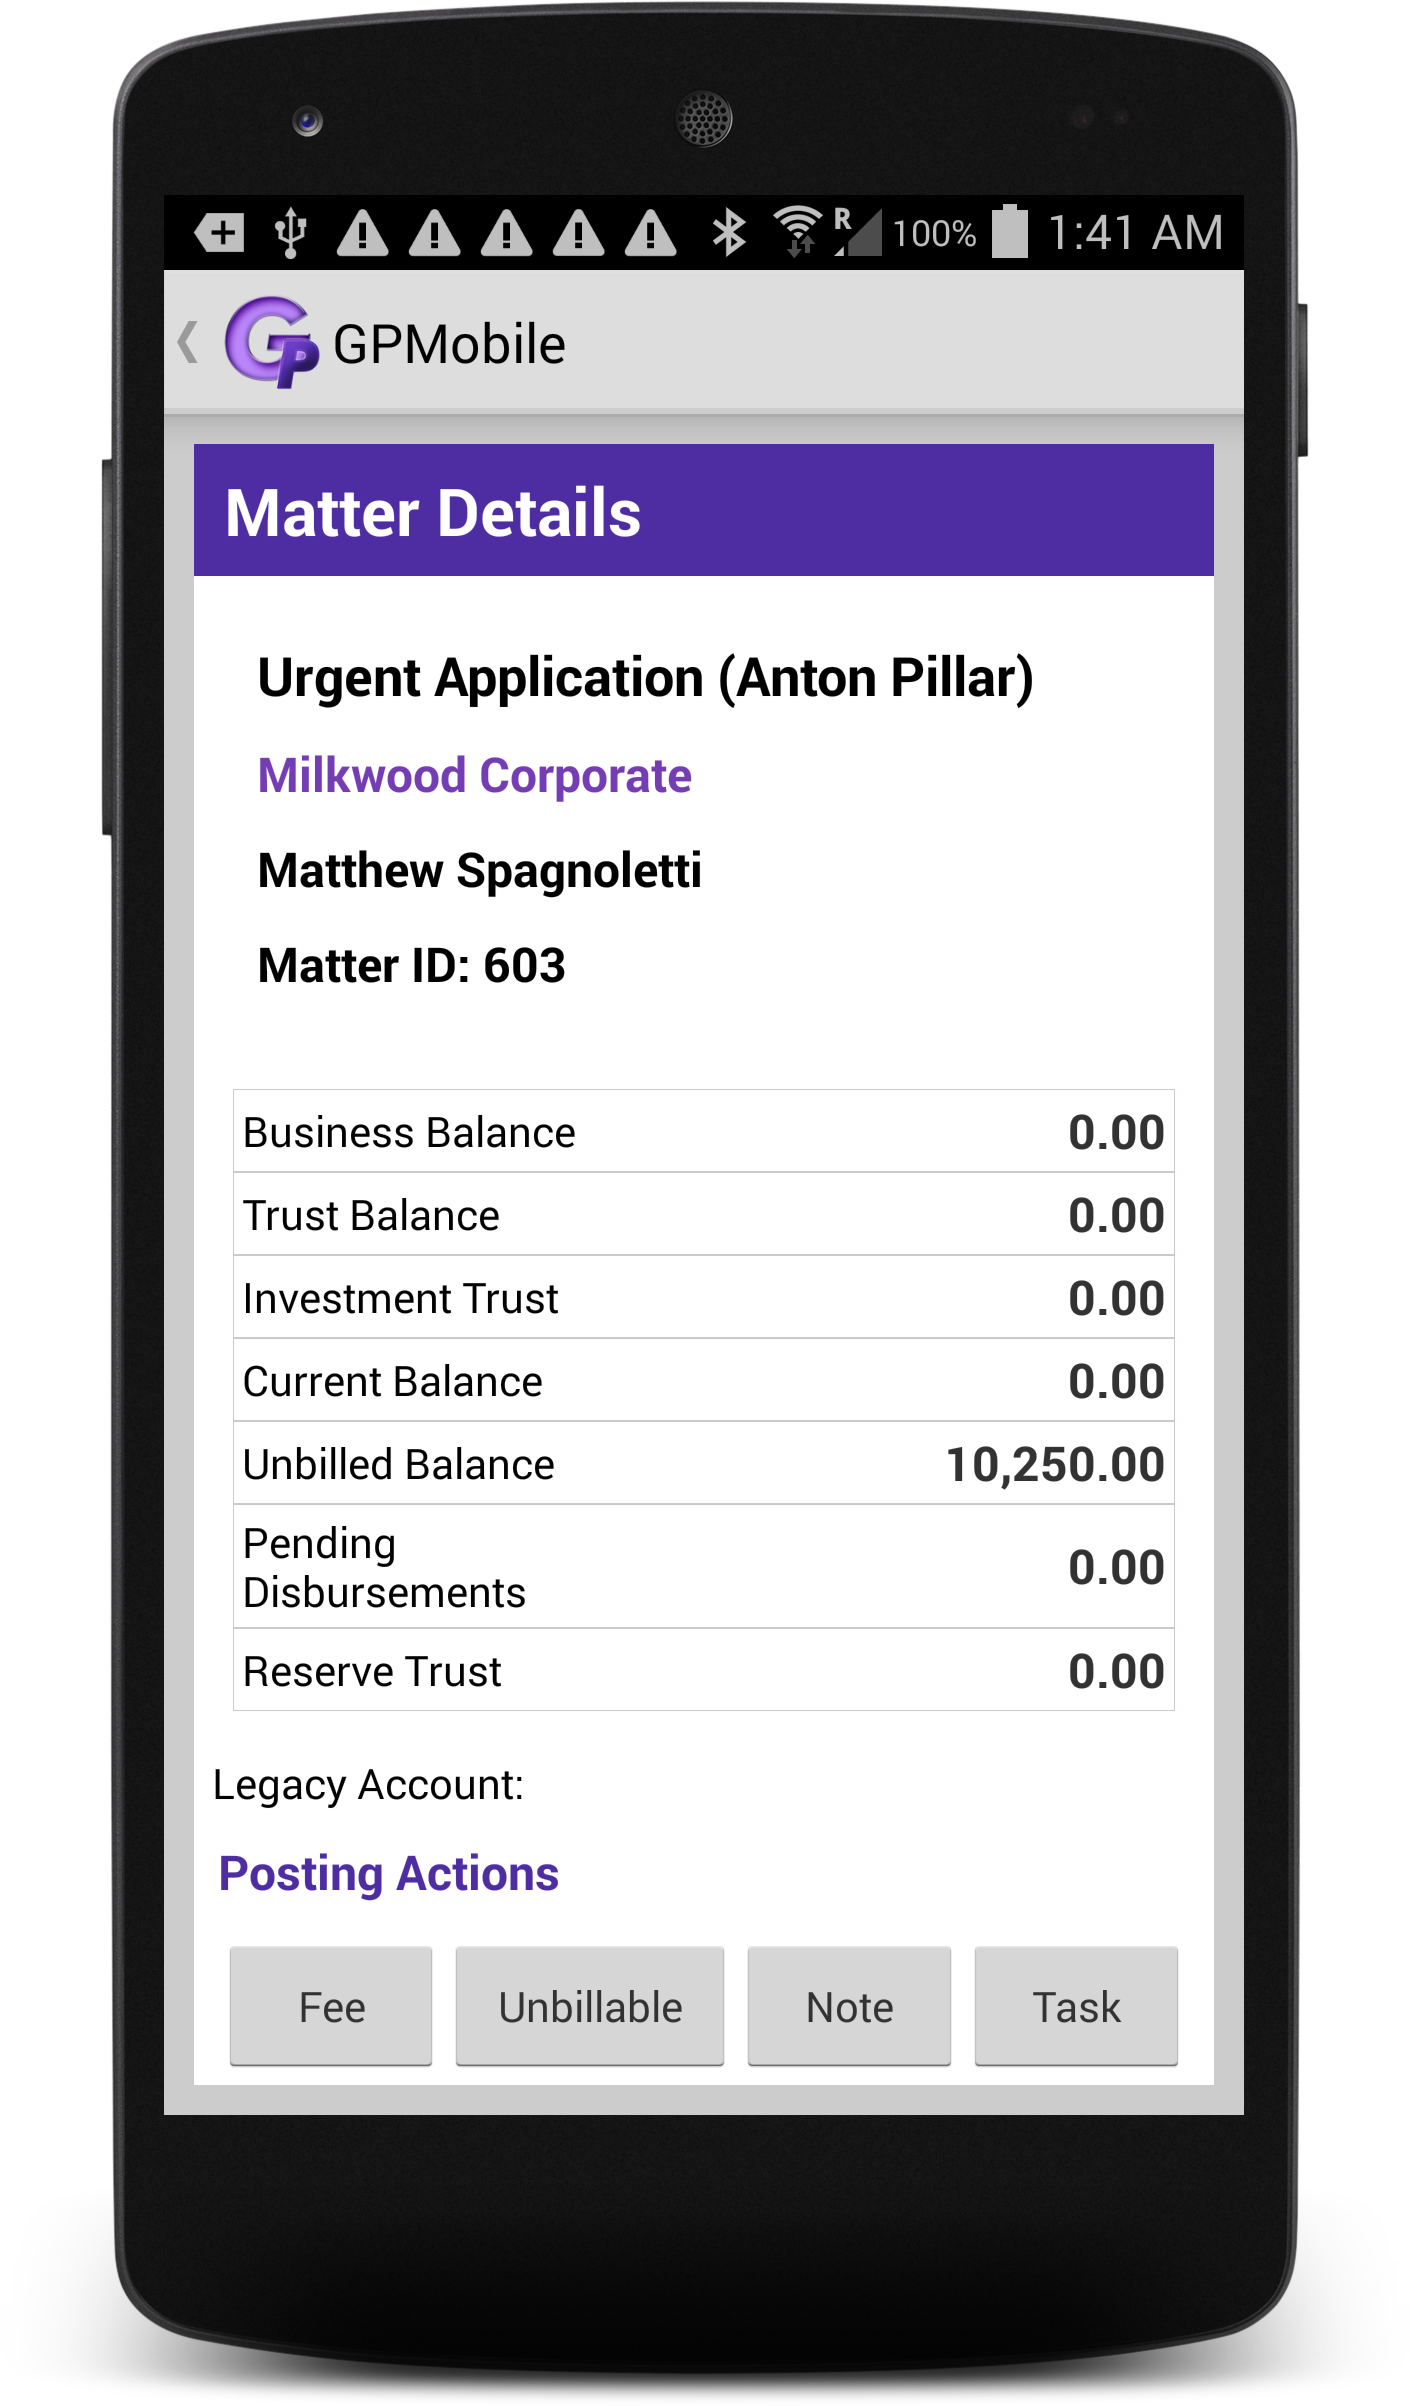 R 100% 1:41 AM
GP GPMobile
Matter Details
Urgent Application (Anton Pillar)
Milkwood Corporate
Matthew Spagnoletti
Matter ID: 603
Business Balance 0.00
Trust Balance 0.00
Investment Trust 0.00
Current Balance 0.00
Unbilled Balance 10,250.00
Pending
Disbursements 0.00
Reserve Trust 0.00
Legacy Account:
Posting Actions
Fee Unbillable Note Task